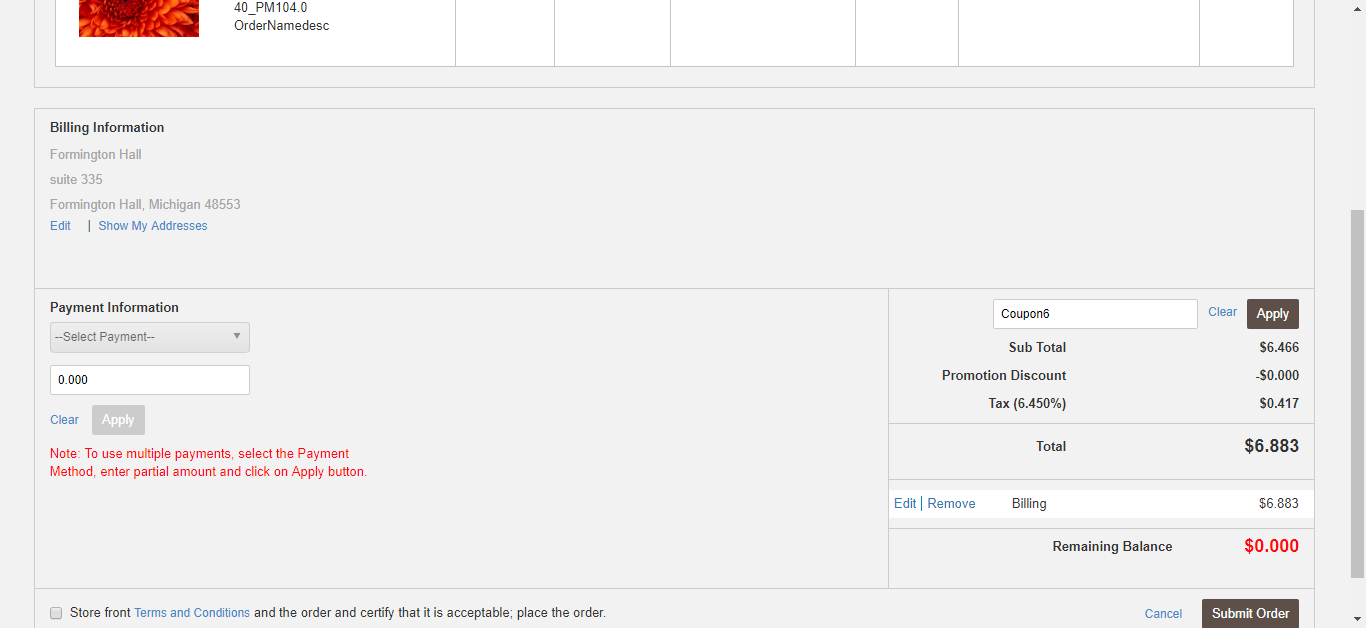 40_PM104.0
OrderNamedesc
Billing Information
Formington Hall
suite 335
Formington Hall, Michigan 48553
Edit | Show My Addresses
Payment Information
--Select Payment--
0.000
Clear Apply
Note: To use multiple payments, select the Payment
Method, enter partial amount and click on Apply button.
Coupon6 Clear Apply
Sub Total $6.466
Promotion Discount -$0.000
Tax (6.450%) $0.417
Total $6.883
Edit | Remove Billing $6.883
Remaining Balance $0.000
Store front Terms and Conditions and the order and certify that it is acceptable; place the order.
Cancel Submit Order